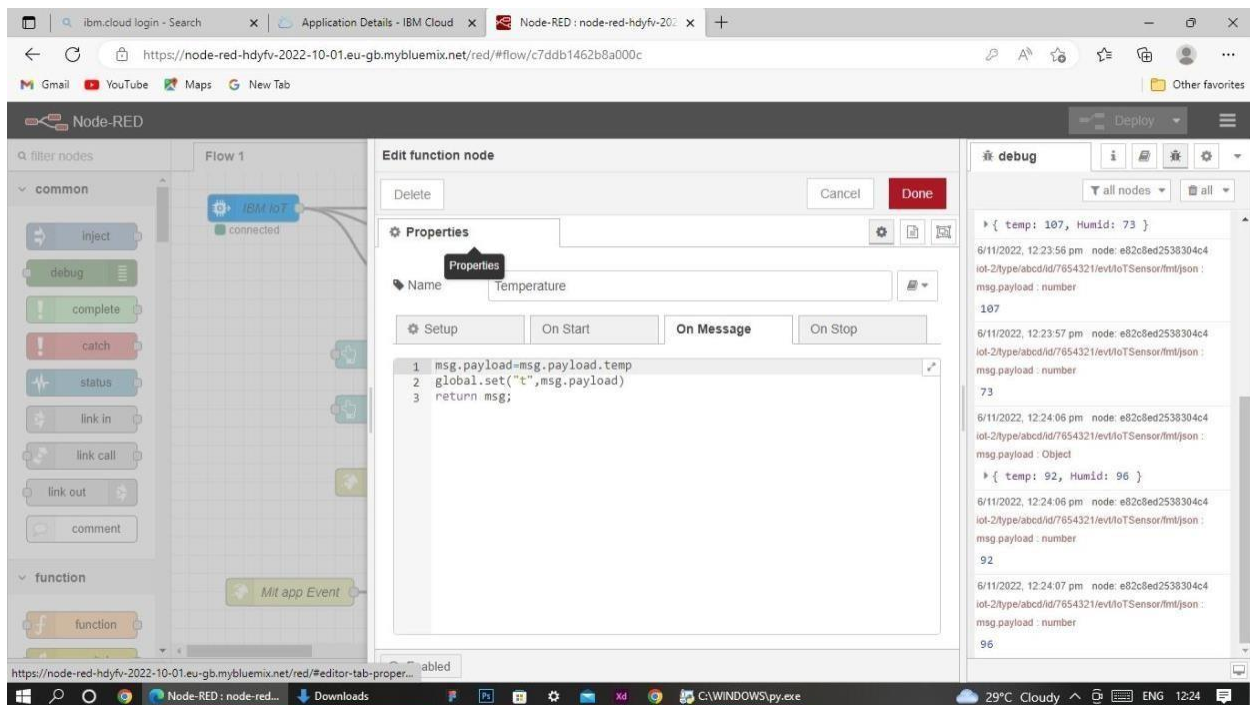 ibm.cloud login - Search
Application Details - IBM Cloud
Node-RED : node-red-hdyfv-202
https://node-red-hdyfv-2022-10-01.eu-gb.mybluemix.net/red/#flow/c7ddb1462b8a000c
Gmail YouTube Maps New Tab
Other favorites
Node-RED
Deploy
filter nodes
common
inject
debug
complete
catch
status
link in
link call
link out
comment
function
function
Flow 1
IBM IoT
connected
Mit app Event
Edit function node
Delete
Cancel
Done
Properties
Properties
Name
Temperature
Setup
On Start
On Message
On Stop
1 msg.payload=msg.payload.temp
2 global.set("t",msg.payload)
3 return msg;
debug
all nodes
all
{ temp: 107, Humid: 73 }
6/11/2022, 12:23:56 pm node: e82c8ed2538304c4
iot-2/type/abcd/id/7654321/evt/IoTSensor/fmt/json :
msg.payload : number
107
6/11/2022, 12:23:57 pm node: e82c8ed2538304c4
iot-2/type/abcd/id/7654321/evt/IoTSensor/fmt/json :
msg.payload : number
73
6/11/2022, 12:24:06 pm node: e82c8ed2538304c4
iot-2/type/abcd/id/7654321/evt/IoTSensor/fmt/json :
msg.payload : Object
{ temp: 92, Humid: 96 }
6/11/2022, 12:24:06 pm node: e82c8ed2538304c4
iot-2/type/abcd/id/7654321/evt/IoTSensor/fmt/json :
msg.payload : number
92
6/11/2022, 12:24:07 pm node: e82c8ed2538304c4
iot-2/type/abcd/id/7654321/evt/IoTSensor/fmt/json :
msg.payload : number
96
https://node-red-hdyfv-2022-10-01.eu-gb.mybluemix.net/red/#editor-tab-proper...
abled
Node-RED : node-red...
Downloads
Ps
Xd
C:\WINDOWS\py.exe
29°C Cloudy
ENG 12:24